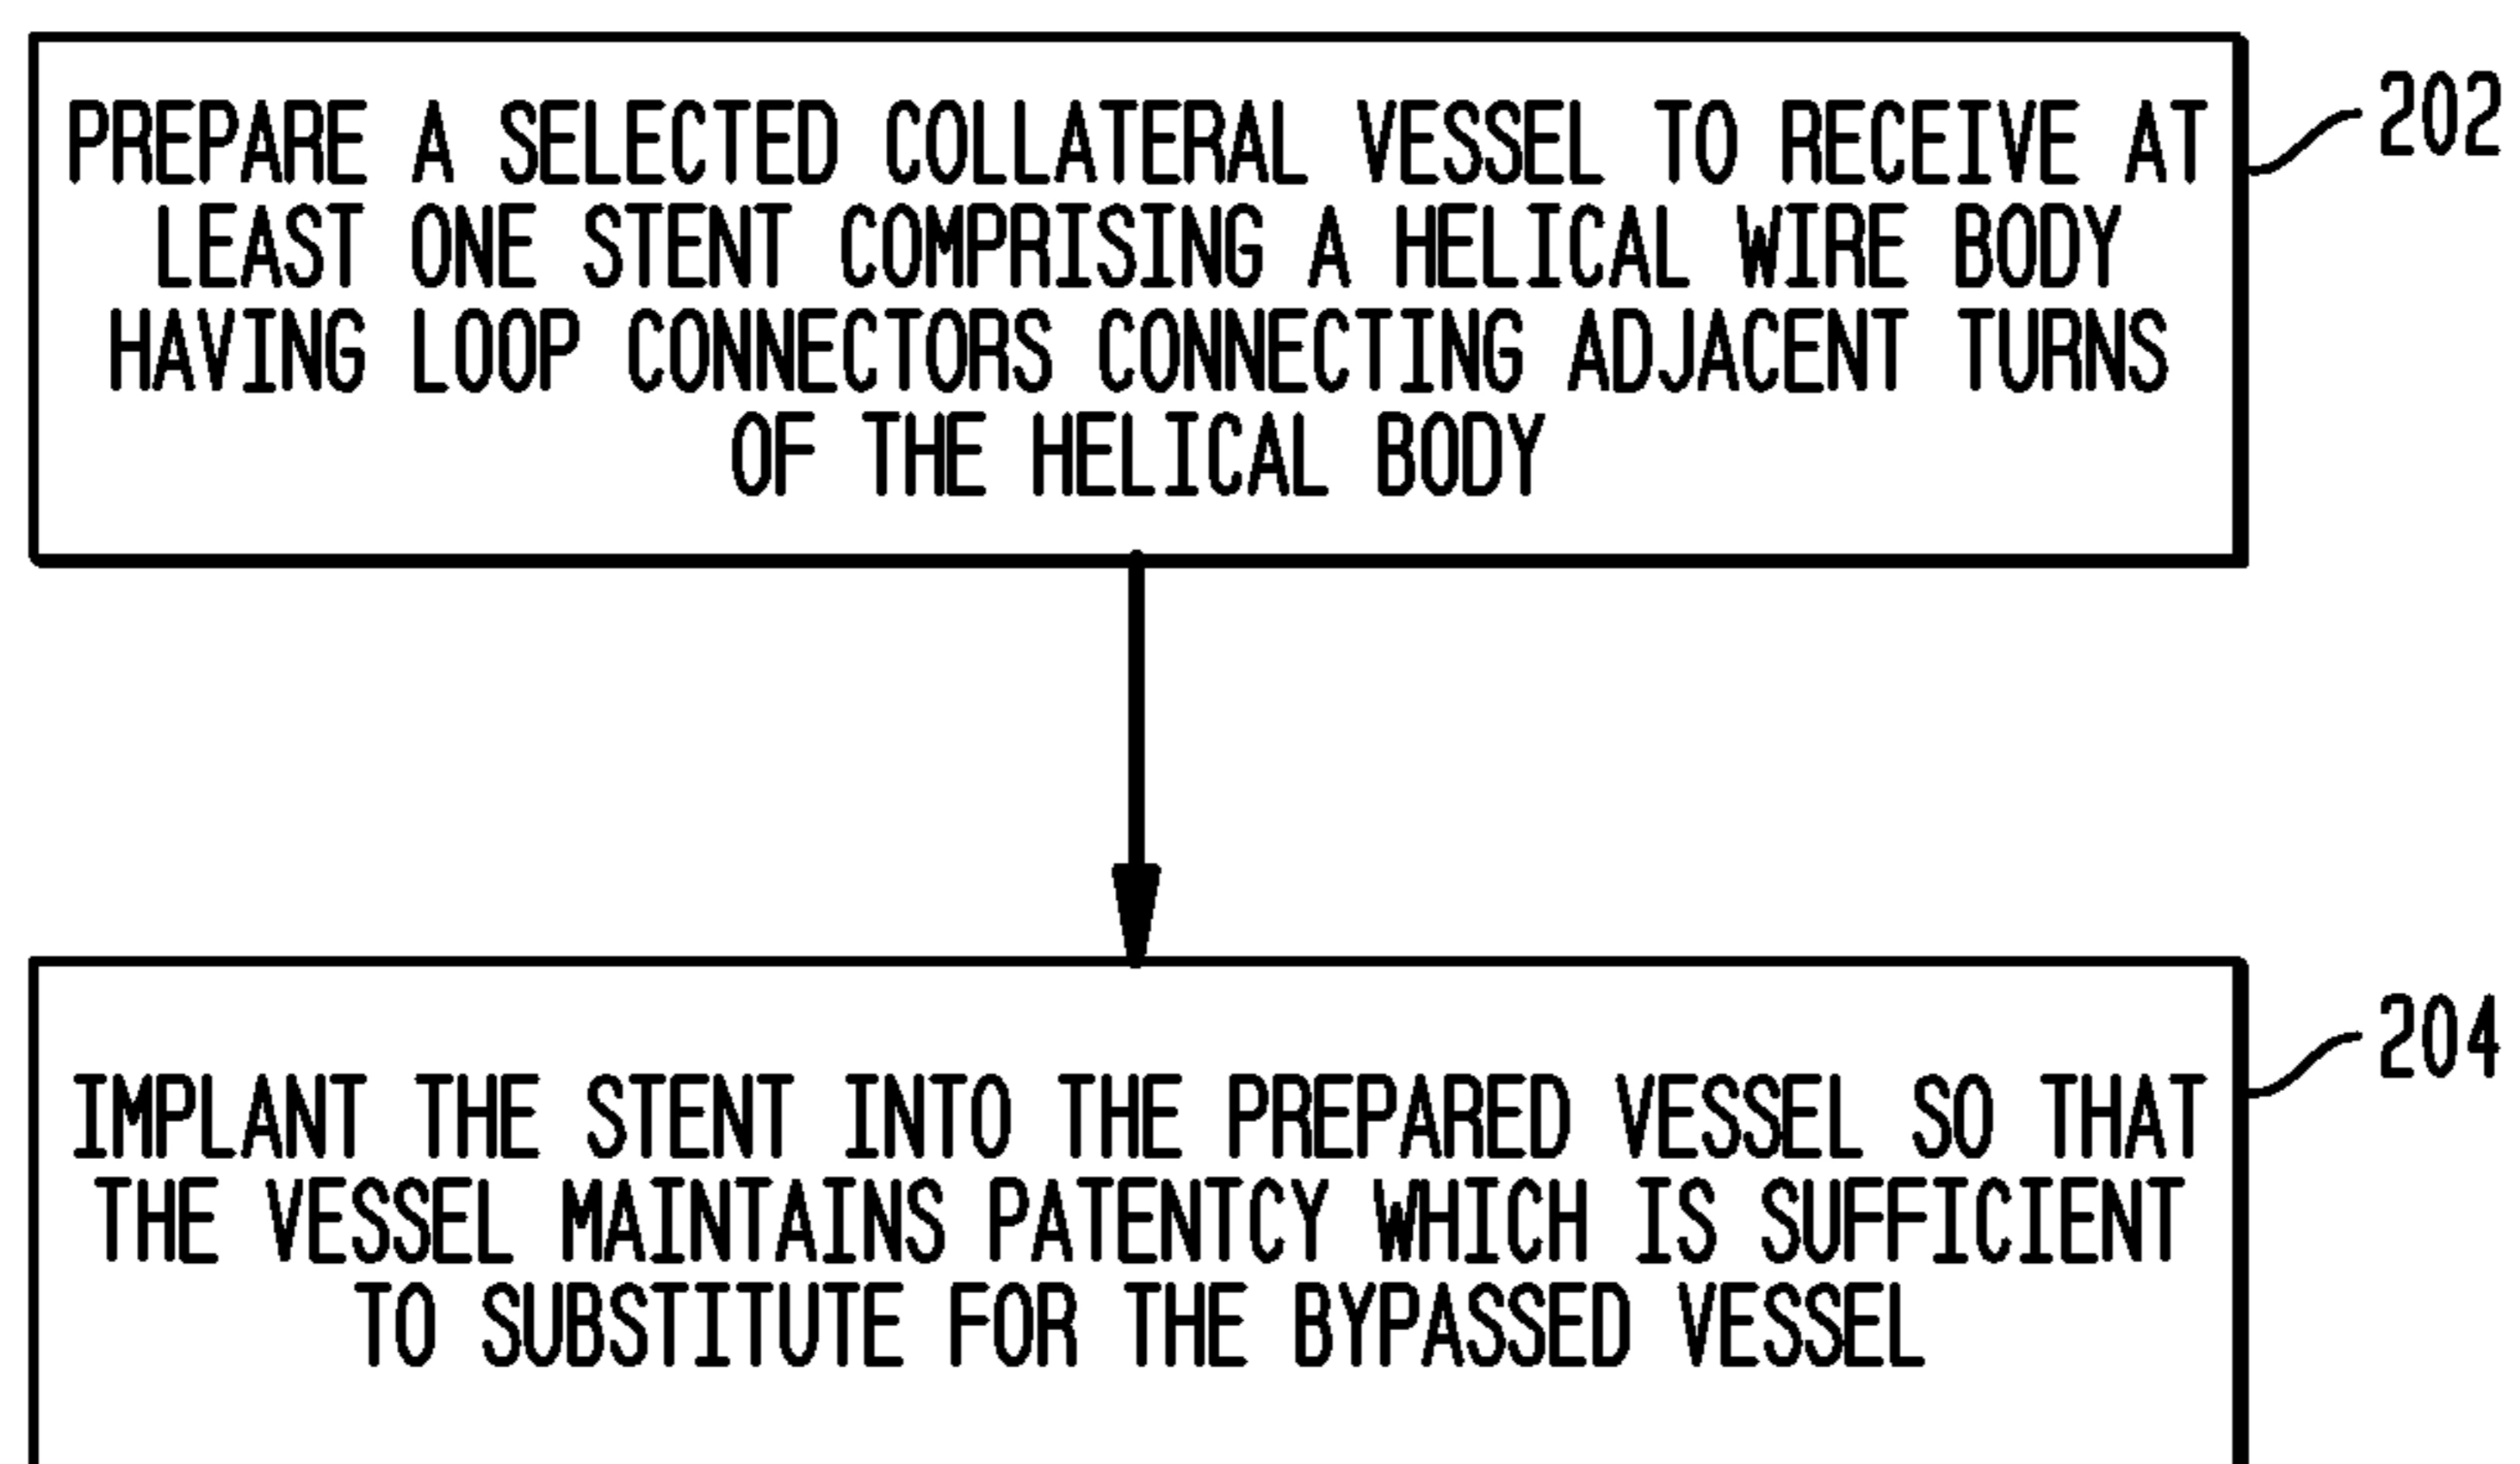 PREPARE A SELECTED COLLATERAL VESSEL TO RECEIVE AT
LEAST ONE STENT COMPRISING A HELICAL WIRE BODY
HAVING LOOP CONNECTORS CONNECTING ADJACENT TURNS
OF THE HELICAL BODY
202
IMPLANT THE STENT INTO THE PREPARED VESSEL SO THAT
THE VESSEL MAINTAINS PATENTCY WHICH IS SUFFICIENT
TO SUBSTITUTE FOR THE BYPASSED VESSEL
204